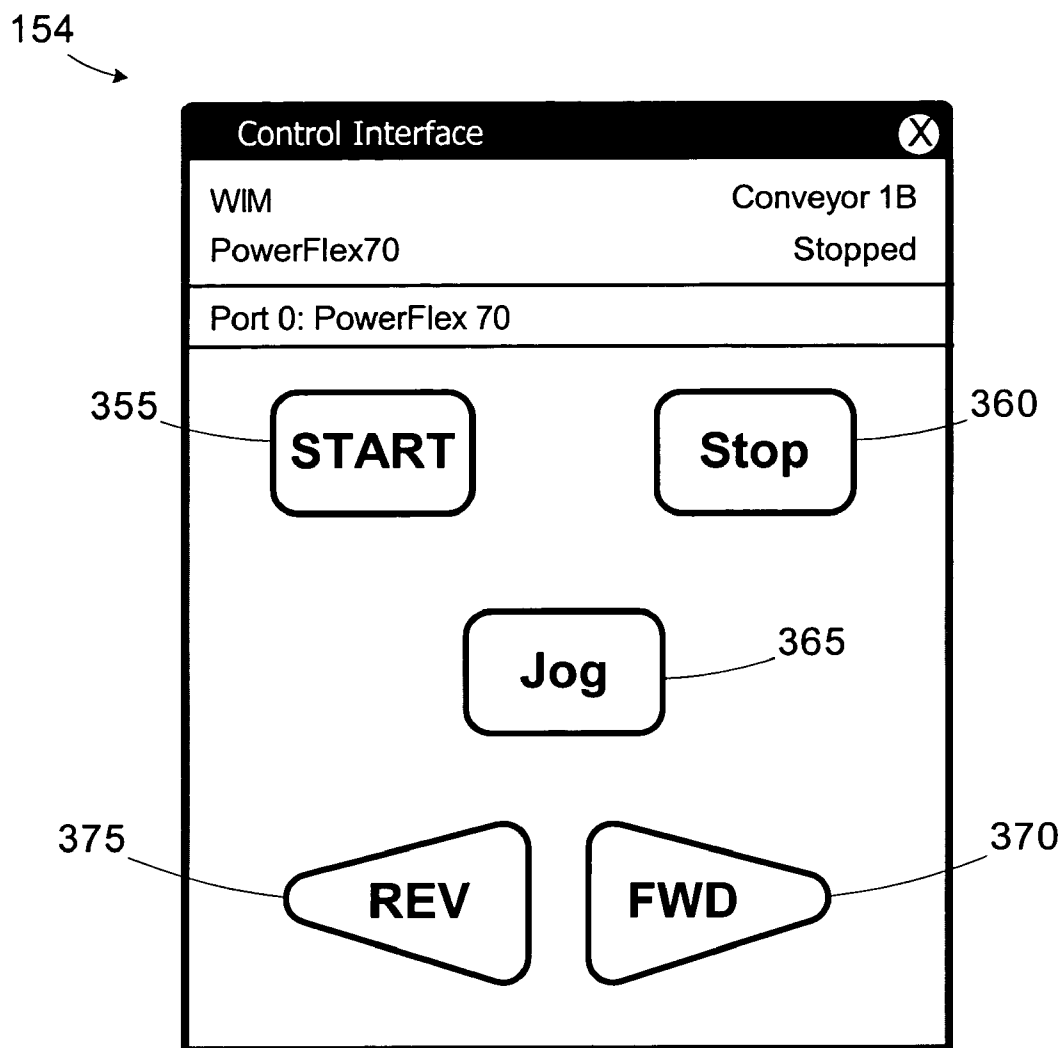 154
Control Interface X
WIM Conveyor 1B
PowerFlex70 Stopped
Port 0: PowerFlex 70
355 START Stop 360
Jog 365
375 REV FWD 370